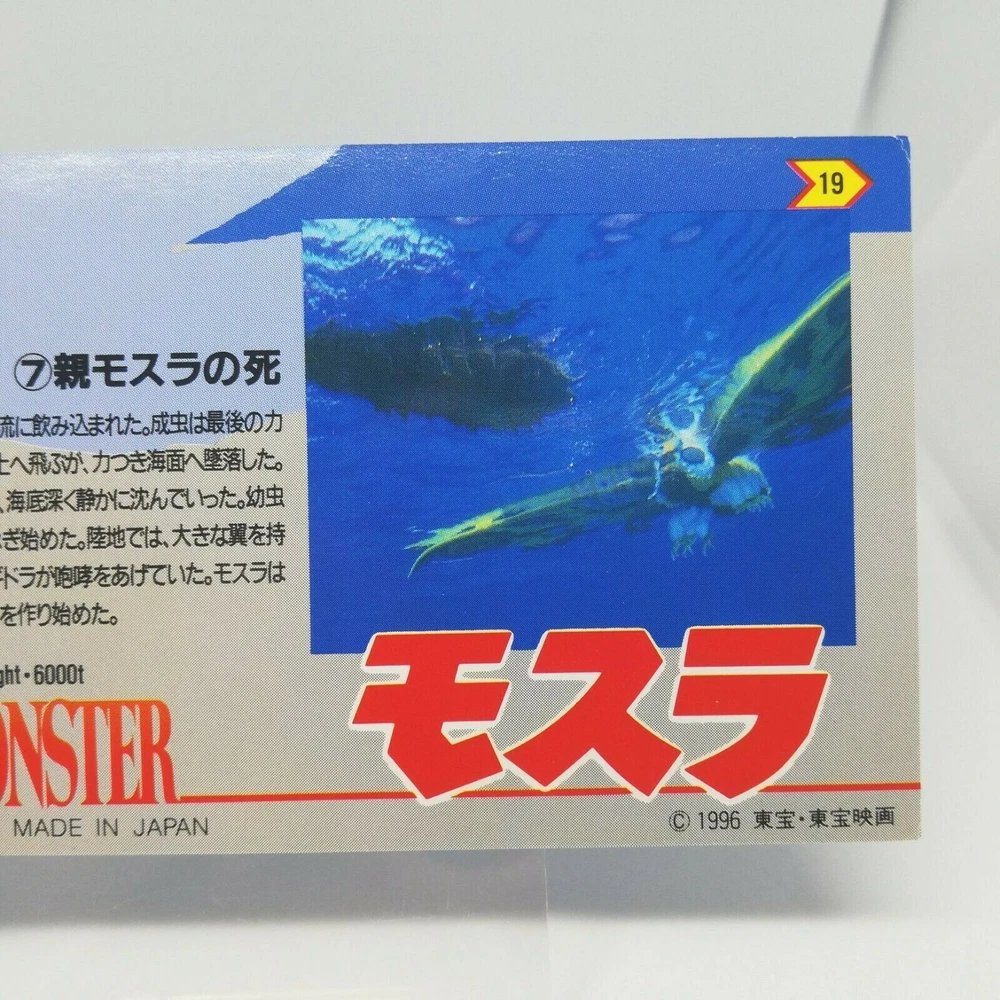 19
⑦親モスラの死
流に飲み込まれた。成虫は最後の力
へ飛ぶが、力つき海面へ墜落した。
、海底深く静かに沈んでいった。幼虫
ぎ始めた。陸地では、大きな翼を持
ドラが咆哮をあげていた。モスラは
を作り始めた。
ght・6000t
ONSTER
MADE IN JAPAN
モスラ
© 1996 東宝・東宝映画